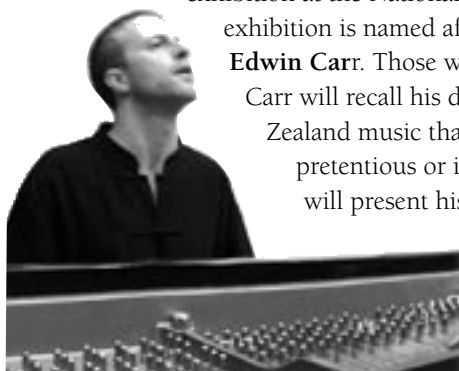 exhibition at the National
exhibition is named af
Edwin Carr. Those w
Carr will recall his d
Zealand music tha
pretentious or i
will present his